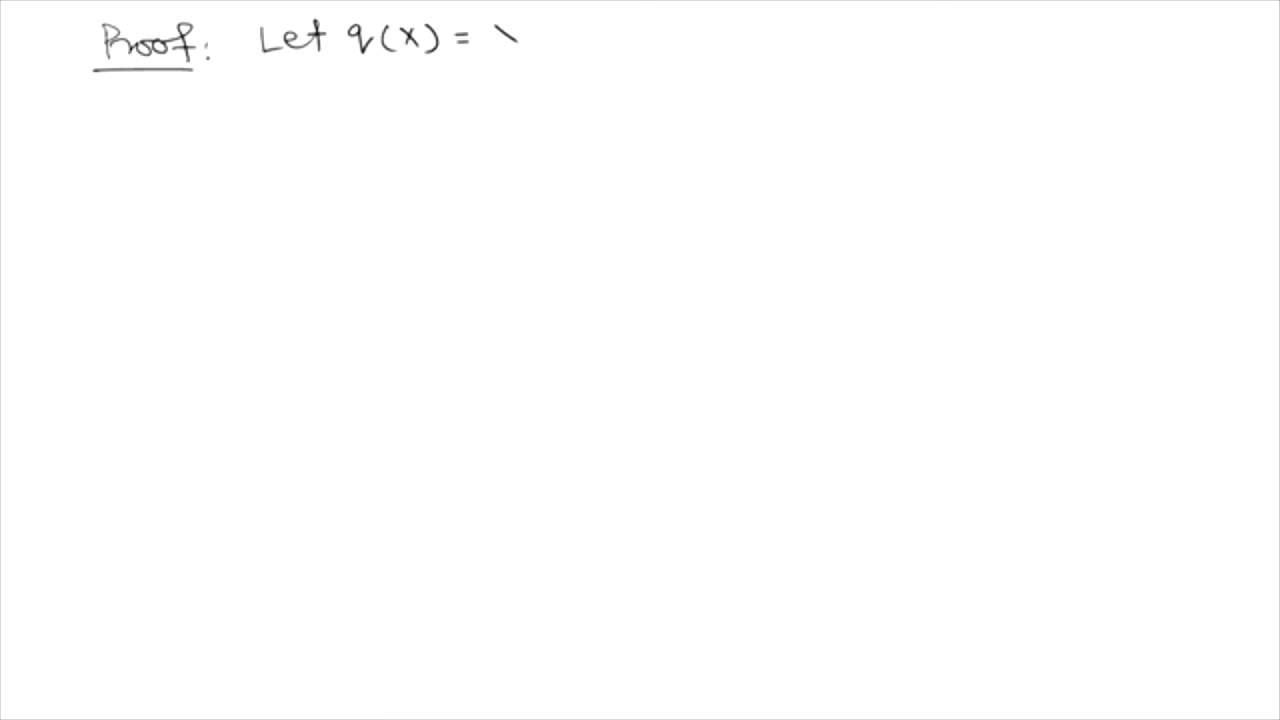 Proof: Let q(x) = \